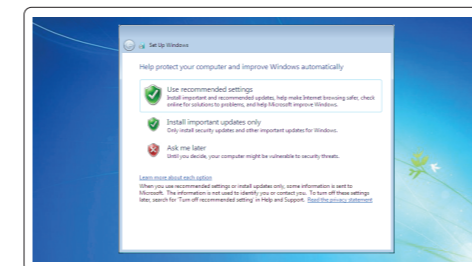 Set Up Windows
Help protect your computer and improve Windows automatically
Use recommended settings
Install important and recommended updates, help make Internet browsing safer, check
online for solutions to problems, and help Microsoft improve Windows.
Install important updates only
Only install security updates and other important updates for Windows.
Ask me later
Until you decide, your computer might be vulnerable to security threats.
Learn more about each option
When you use recommended settings or install updates only, some information is sent to
Microsoft. The information is not used to identify you or contact you. To turn off these settings
later, search for 'Turn off recommended setting' in Help and Support. Read the privacy statement